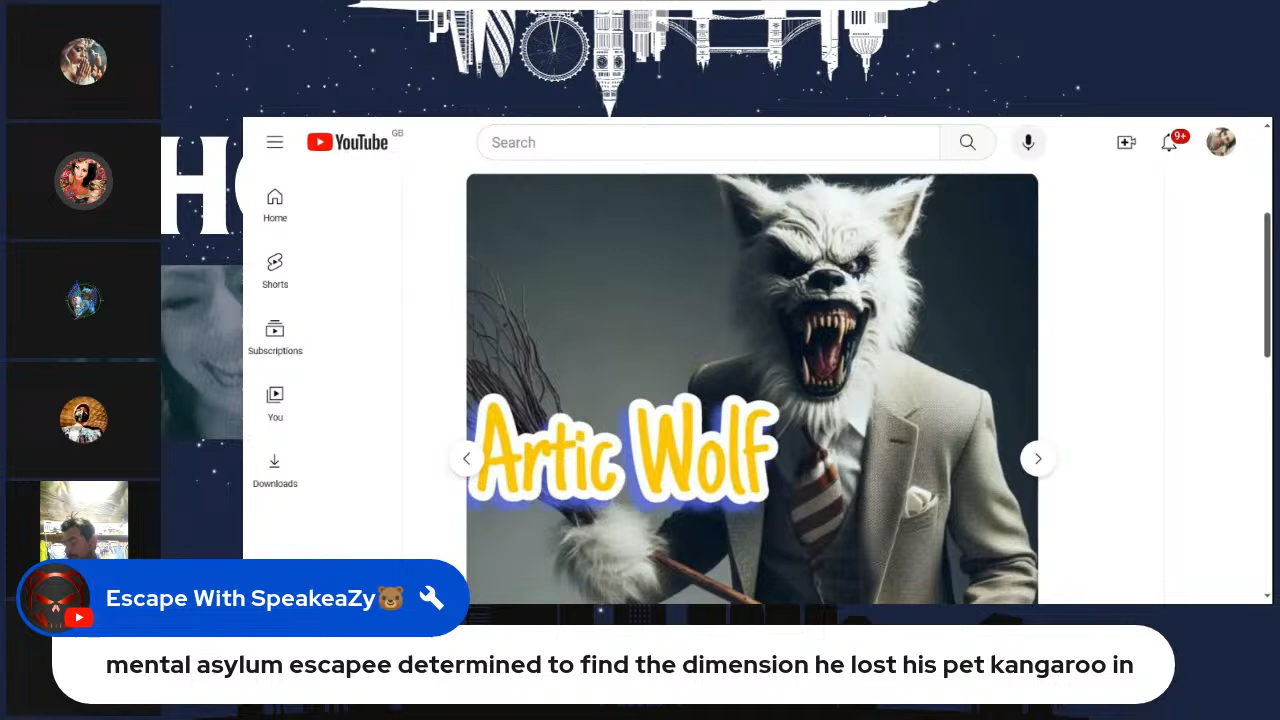 YouTube GB
Search
9+
Home
Shorts
Subscriptions
You
Downloads
Artic Wolf
Escape With SpeakeaZy
mental asylum escapee determined to find the dimension he lost his pet kangaroo in